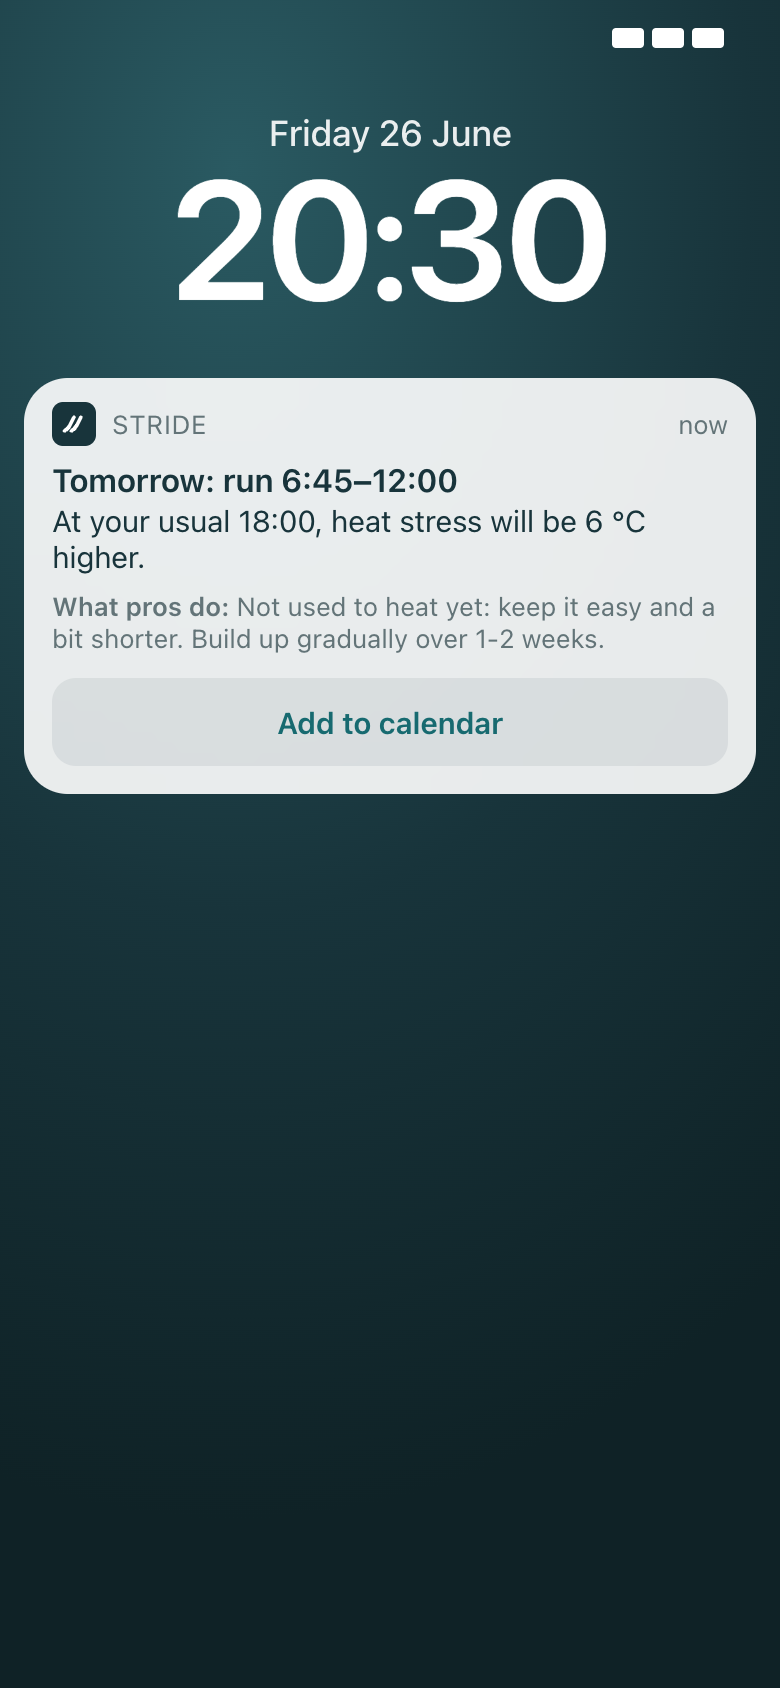 Friday 26 June
20:30
STRIDE
now
Tomorrow: run 6:45–12:00
At your usual 18:00, heat stress will be 6 °C
higher.
What pros do: Not used to heat yet: keep it easy and a
bit shorter. Build up gradually over 1-2 weeks.
Add to calendar